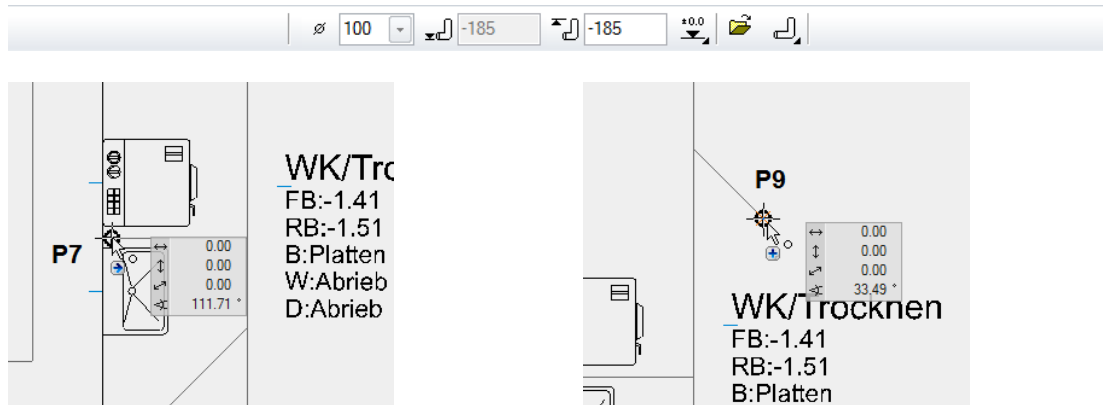 ø 100 -185 -185 ±0.0
P7
0.00
0.00
0.00
111.71 °
WK/Tro
FB:-1.41
RB:-1.51
B:Platten
W:Abrieb
D:Abrieb
P9
0.00
0.00
0.00
33.49 °
WK/Trocknen
FB:-1.41
RB:-1.51
B:Platten